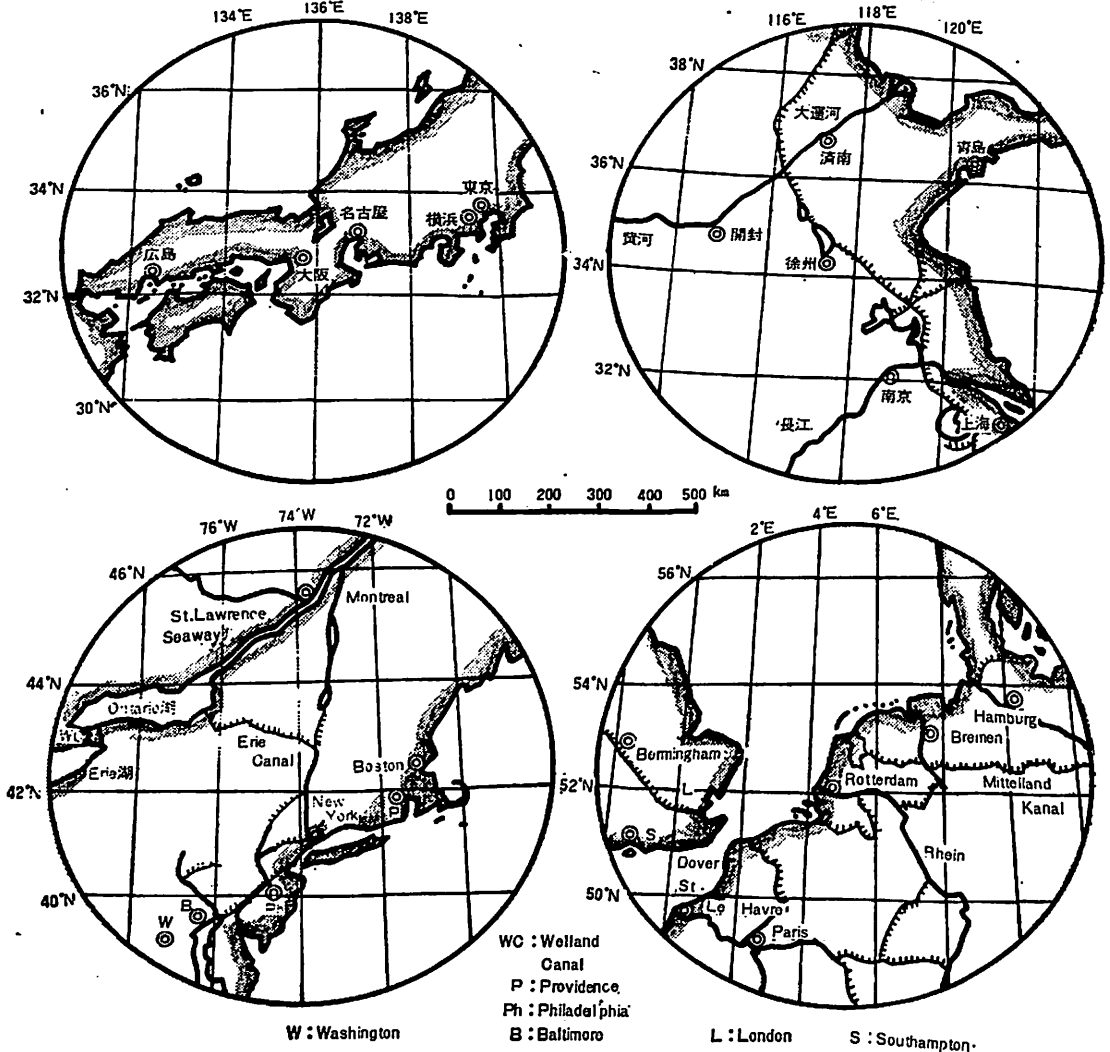 134°E
136°E
138°E
36°N
34°N
32°N
30°N
東京
名古屋
横浜
広島
大阪
116°E
118°E
120°E
38°N
36°N
34°N
32°N
大運河
済南
青島
黄河
開封
徐州
南京
長江
上海
0 100 200 300 400 500 km
76°W
74°W
72°W
46°N
44°N
42°N
40°N
St. Lawrence
Seaway
Montreal
Ontario湖
WC
Erie湖
Erie
Canal
Boston
New
York
P
B
W
2°E
4°E
6°E
56°N
54°N
52°N
50°N
Hamburg
Bremen
Bermingham
L
Rotterdam
Mittelland
Kanal
S
Dover
St.
Rhein
Le Havre
Paris
WC : Welland
Canal
P : Providence
Ph : Philadelphia
W : Washington
B : Baltimoro
L : London
S : Southampton.